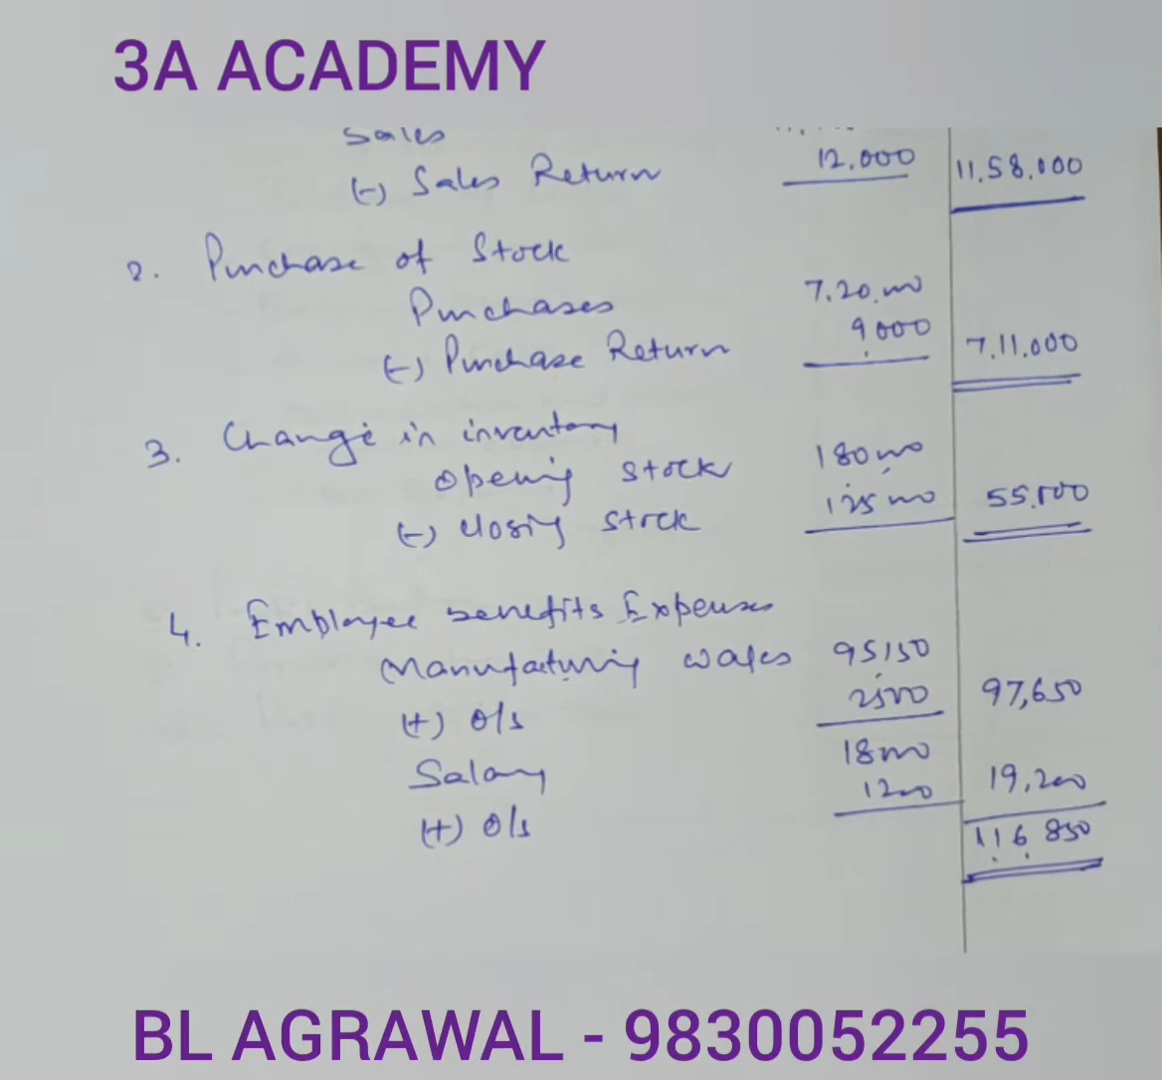 3A ACADEMY
Sales
(-) Sales Return 12,000 11,58,000
2. Purchase of Stock
Purchases 7,20,000
(-) Purchase Return 9000 7,11,000
3. Change in inventory
Opening Stock 180000
(-) Closing Stock 125000 55,000
4. Employee benefits Expenses
Manufacturing wages 95150
(+) O/s 2500 97,650
Salary 18000
(+) O/s 1200 19,200
116,850
BL AGRAWAL - 9830052255